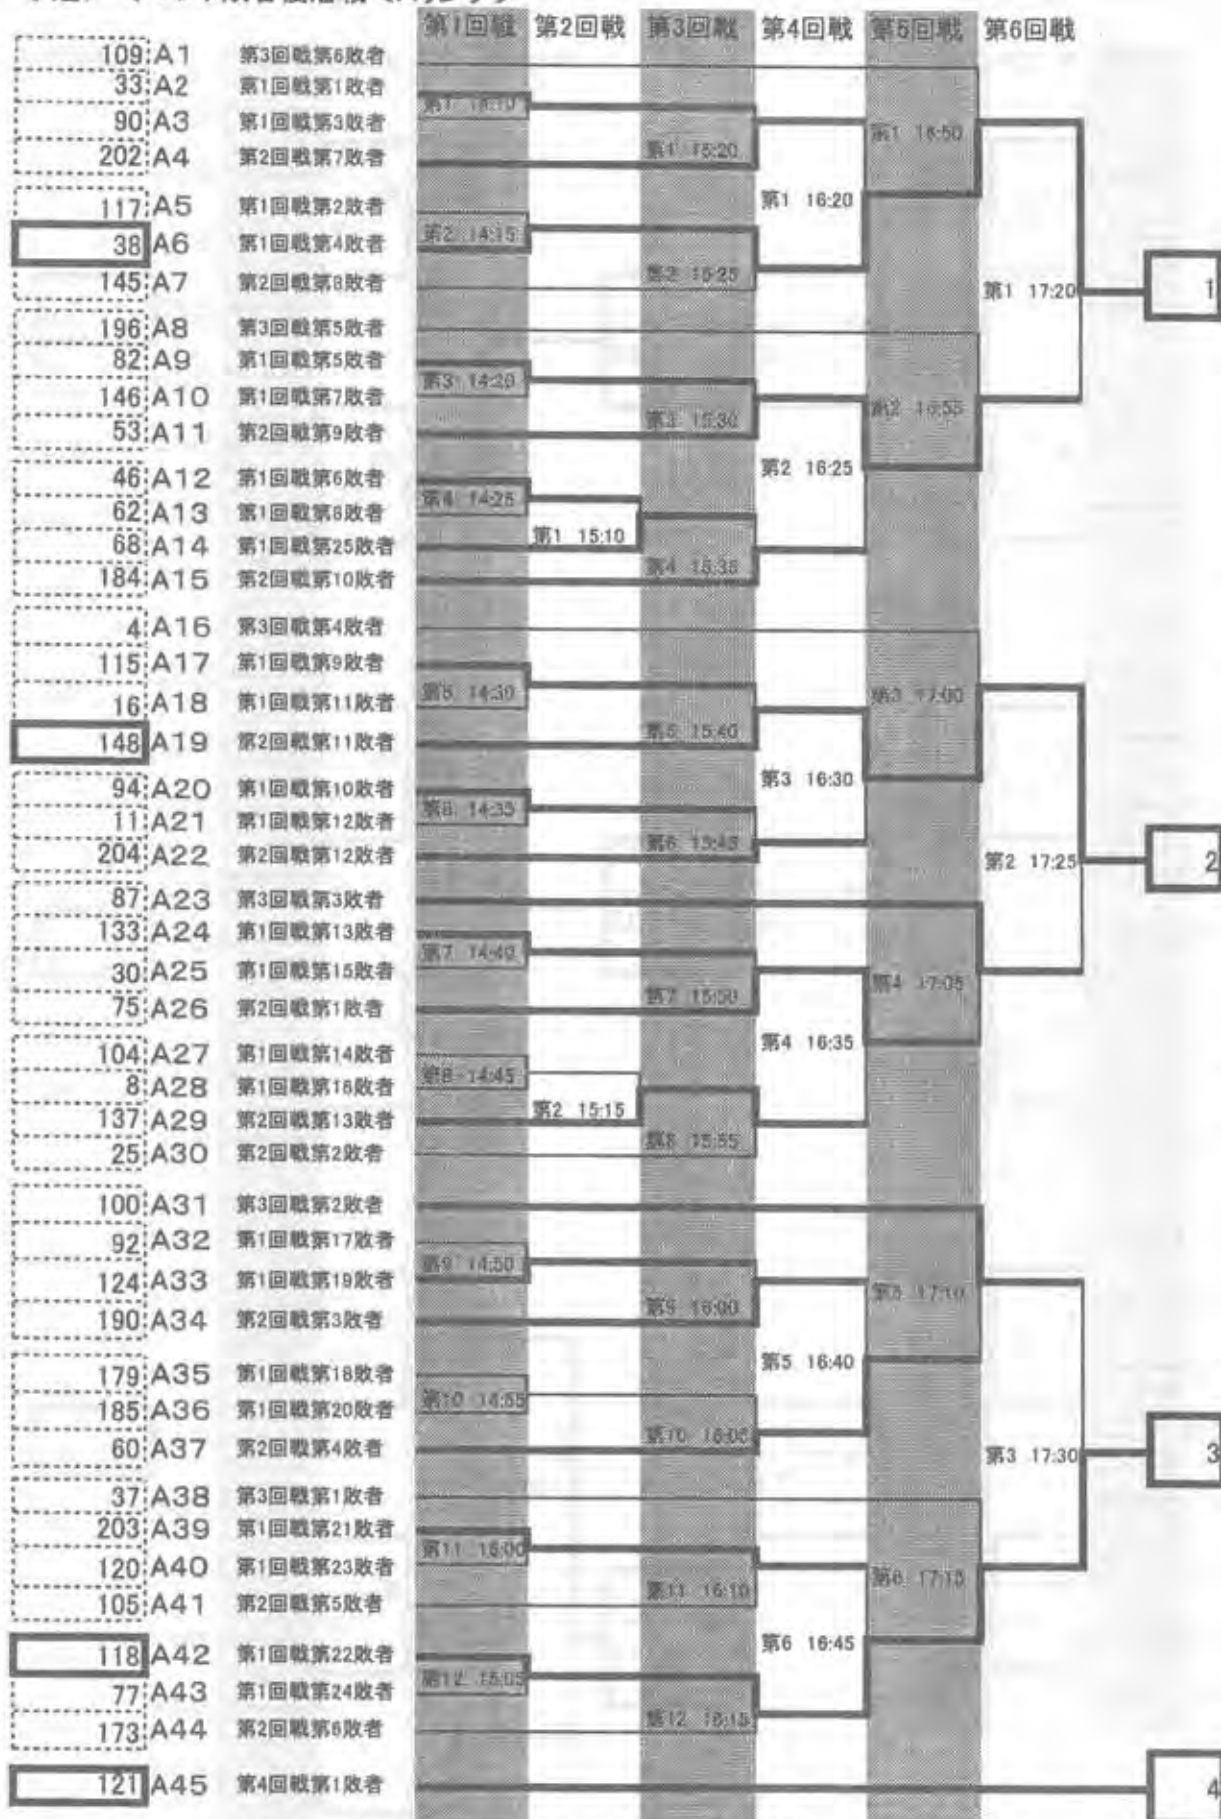 第1回戦 第2回戦 第3回戦 第4回戦 第5回戦 第6回戦
109 A1 第3回戦第6敗者
33 A2 第1回戦第1敗者
90 A3 第1回戦第3敗者
第1
202 A4 第2回戦第7敗者
第1 15:20
第1 16:50
117 A5 第1回戦第2敗者
第1 16:20
38 A6 第1回戦第4敗者
第2 14:15
145 A7 第2回戦第8敗者
第2 15:25
第1 17:20
1
196 A8 第3回戦第5敗者
82 A9 第1回戦第5敗者
第3 14:20
146 A10 第1回戦第7敗者
53 A11 第2回戦第9敗者
第3 15:30
第2 16:55
46 A12 第1回戦第6敗者
第2 16:25
62 A13 第1回戦第8敗者
第4 14:25
68 A14 第1回戦第25敗者
第1 15:10
184 A15 第2回戦第10敗者
第4 15:35
4 A16 第3回戦第4敗者
115 A17 第1回戦第9敗者
16 A18 第1回戦第11敗者
第5 14:30
第3 17:00
148 A19 第2回戦第11敗者
第5 15:40
94 A20 第1回戦第10敗者
第3 16:30
11 A21 第1回戦第12敗者
第6 14:35
204 A22 第2回戦第12敗者
第6 15:45
第2 17:25
2
87 A23 第3回戦第3敗者
133 A24 第1回戦第13敗者
第7 14:40
30 A25 第1回戦第15敗者
75 A26 第2回戦第1敗者
第7 15:50
第4 17:05
104 A27 第1回戦第14敗者
第4 16:35
8 A28 第1回戦第16敗者
第8 14:45
137 A29 第2回戦第13敗者
第2 15:15
25 A30 第2回戦第2敗者
第8 15:55
100 A31 第3回戦第2敗者
92 A32 第1回戦第17敗者
第9 14:50
124 A33 第1回戦第19敗者
190 A34 第2回戦第3敗者
第9 16:00
第5 17:10
179 A35 第1回戦第18敗者
第5 16:40
185 A36 第1回戦第20敗者
第10 14:55
60 A37 第2回戦第4敗者
第10 16:05
第3 17:30
3
37 A38 第3回戦第1敗者
203 A39 第1回戦第21敗者
第11 15:00
120 A40 第1回戦第23敗者
105 A41 第2回戦第5敗者
第11 16:10
第6 17:15
118 A42 第1回戦第22敗者
第6 16:45
77 A43 第1回戦第24敗者
第12 15:05
173 A44 第2回戦第6敗者
第12 16:15
121 A45 第4回戦第1敗者
4